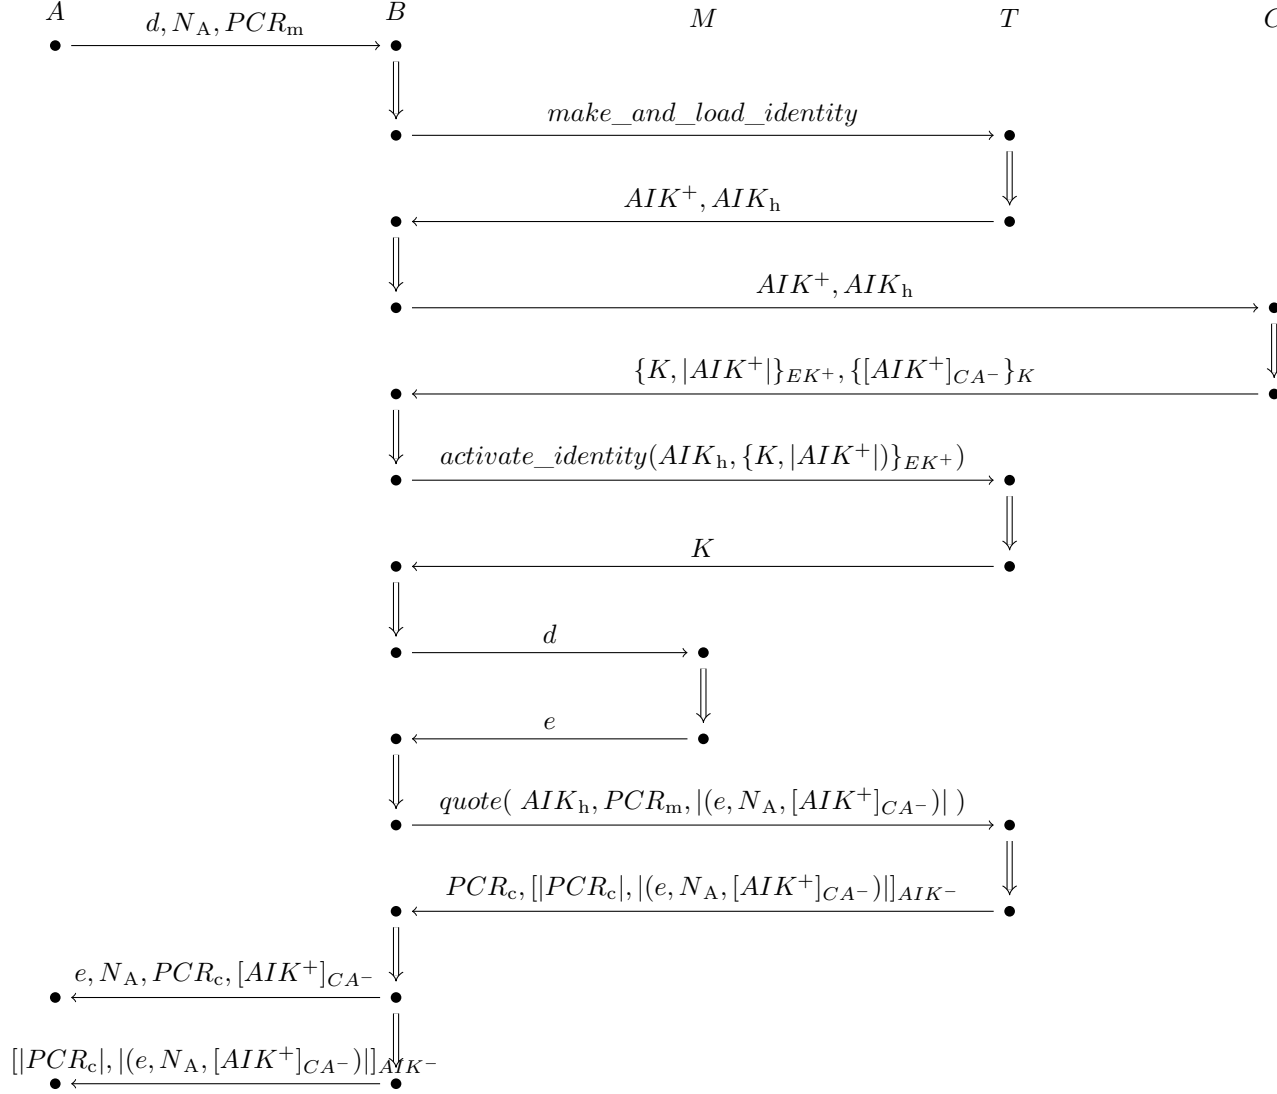 A B M T C
d, N_A, PCR_m
make_and_load_identity
AIK^+, AIK_h
AIK^+, AIK_h
{K, |AIK^+|}_{EK^+}, {[AIK^+]_{CA^-}}_K
activate_identity(AIK_h, {K, |AIK^+|)}_{EK^+})
K
d
e
quote( AIK_h, PCR_m, |(e, N_A, [AIK^+]_{CA^-})| )
PCR_c, [|PCR_c|, |(e, N_A, [AIK^+]_{CA^-})|]_{AIK^-}
e, N_A, PCR_c, [AIK^+]_{CA^-}
[|PCR_c|, |(e, N_A, [AIK^+]_{CA^-})|]_{AIK^-}